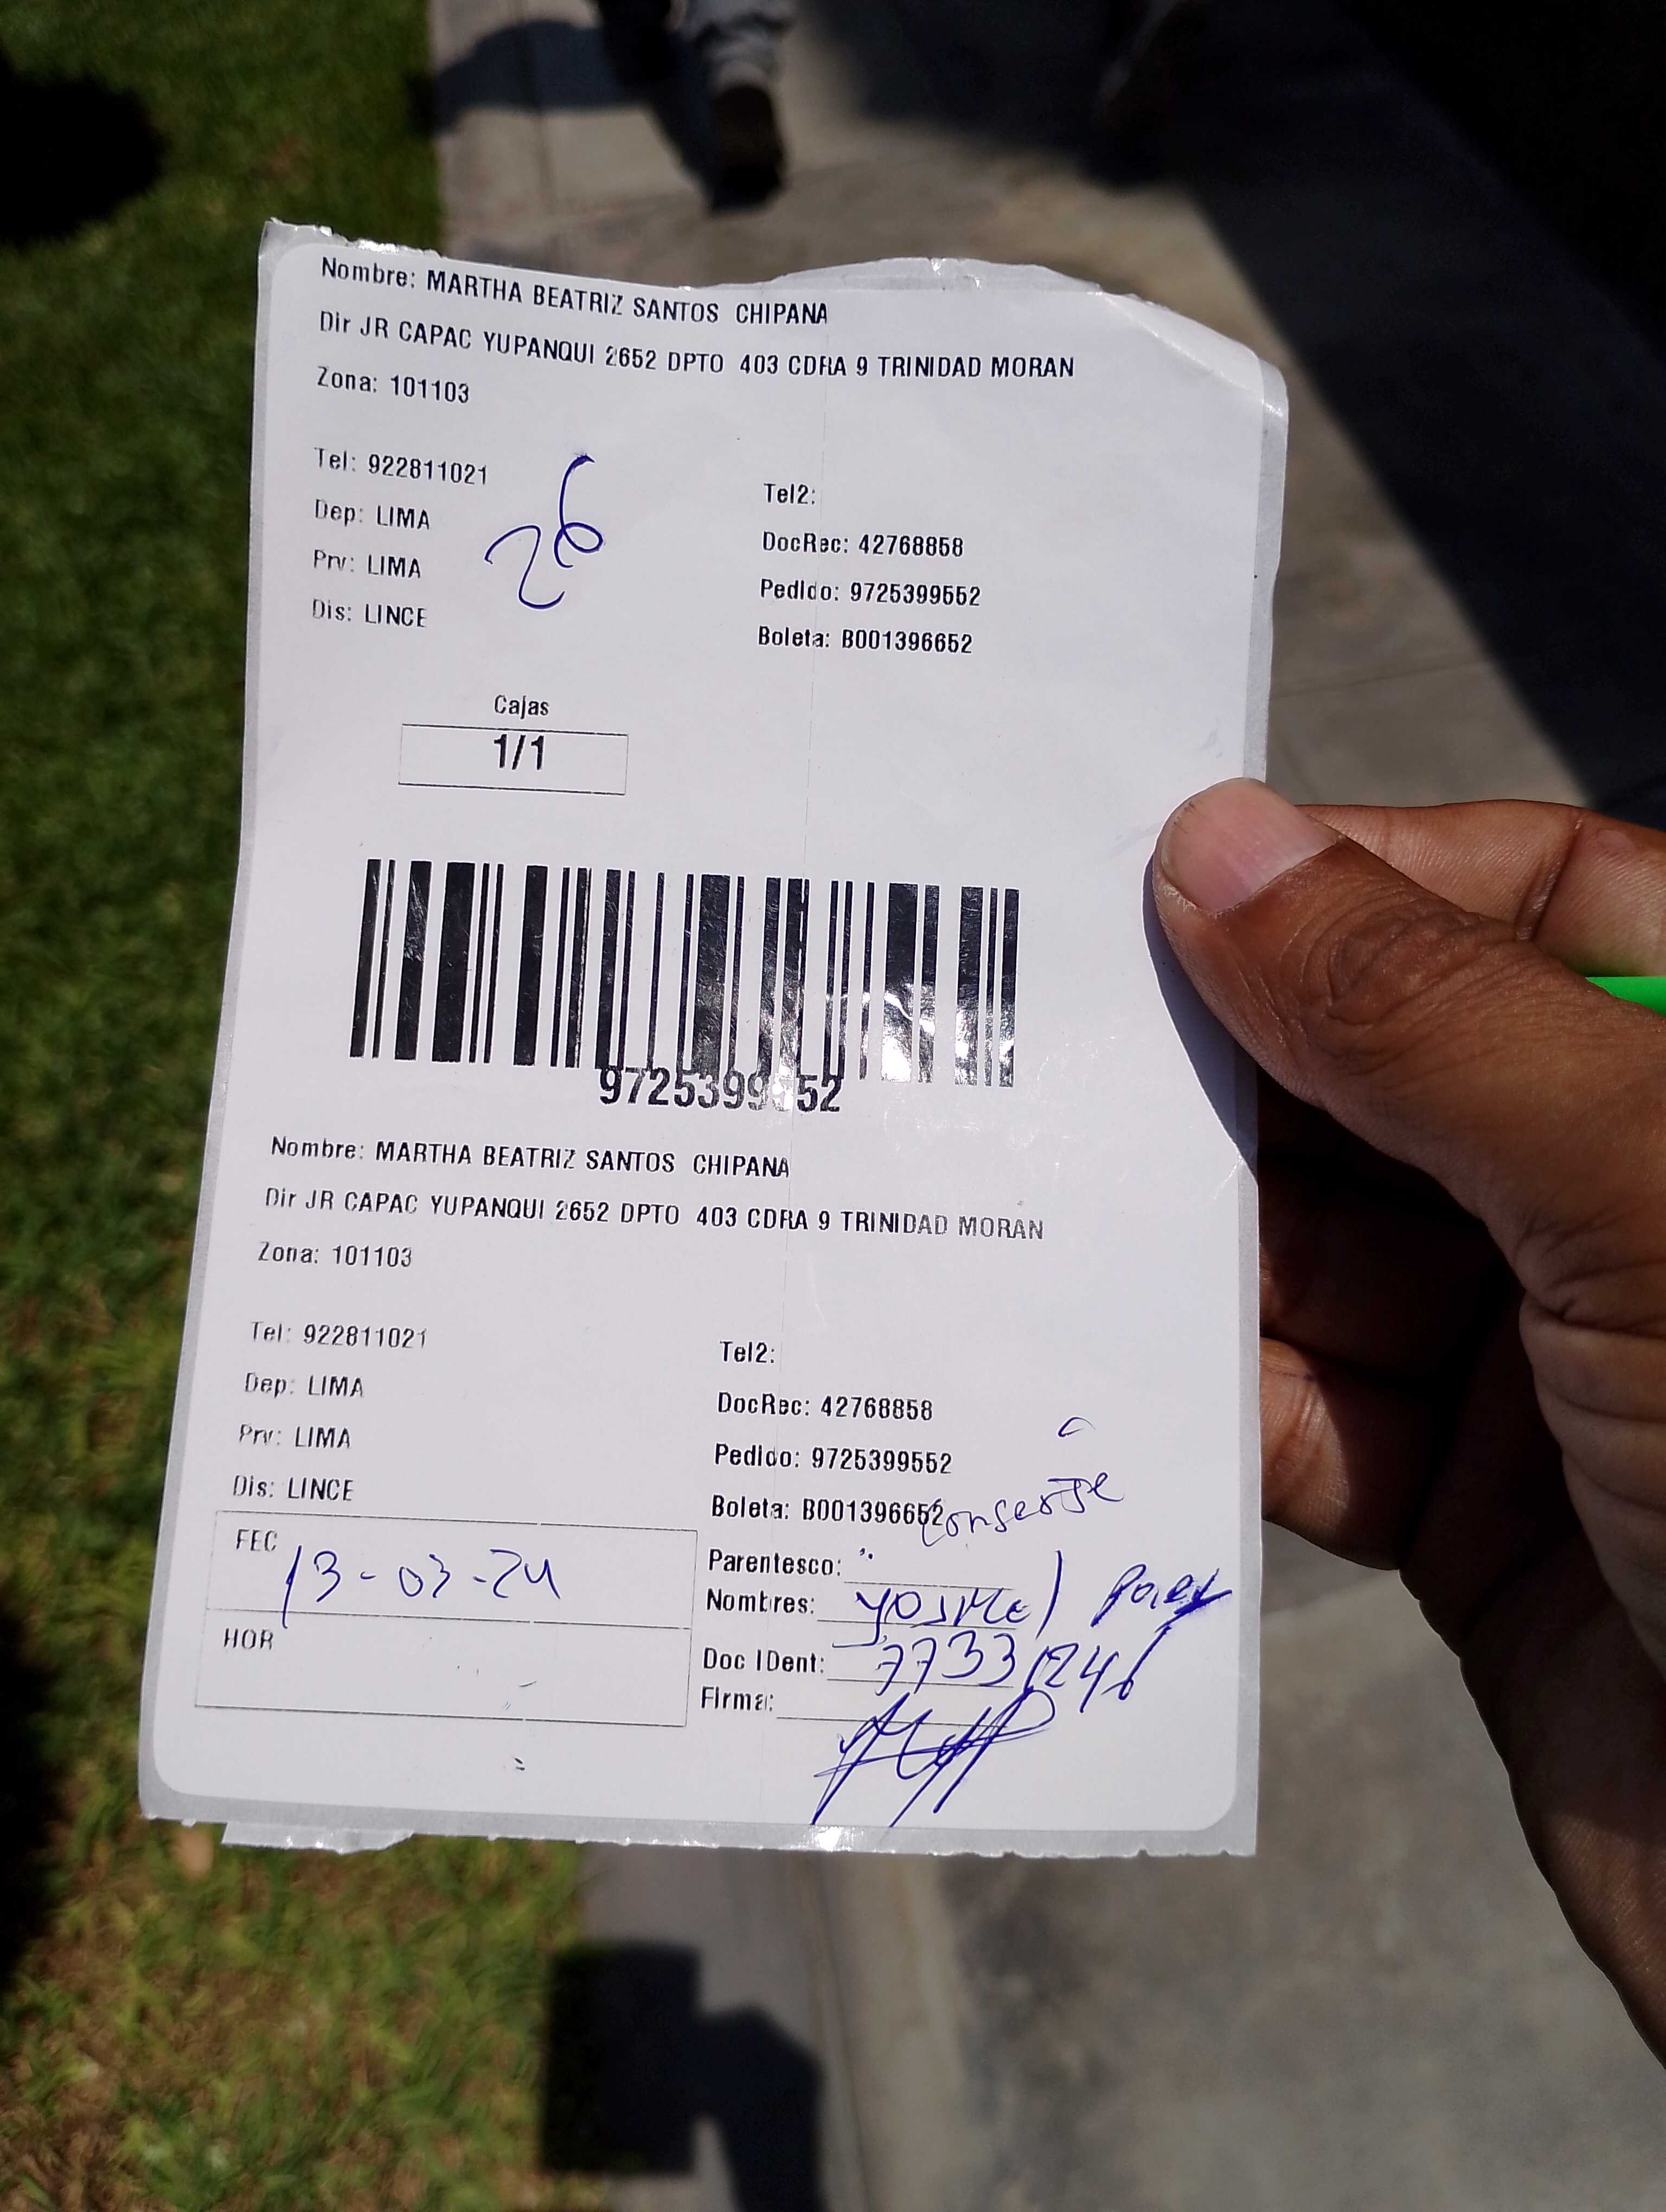 Nombre: MARTHA BEATRIZ SANTOS CHIPANA
Dir JR CAPAC YUPANQUI 2652 DPTO 403 CDRA 9 TRINIDAD MORAN
Zona: 101103
Tel: 922811021
Tel2:
Dep: LIMA
DocRec: 42768858
Prv: LIMA
Pedido: 9725399552
Dis: LINCE
Boleta: B001396652
26
Cajas
1/1
9725399552
Nombre: MARTHA BEATRIZ SANTOS CHIPANA
Dir JR CAPAC YUPANQUI 2652 DPTO 403 CDRA 9 TRINIDAD MORAN
Zona: 101103
Tel: 922811021
Tel2:
Dep: LIMA
DocRec: 42768858
Prv: LIMA
Pedido: 9725399552
Dis: LINCE
Boleta: B001396652
conserje
FEC
13-03-24
Parentesco:
Nombres:
HOR
Doc IDent: 77331246
Firma: